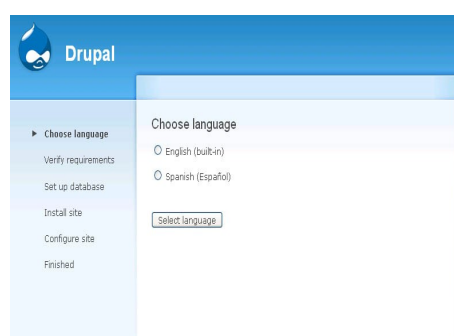 Drupal
Choose language
Verify requirements
Set up database
Install site
Configure site
Finished
Choose language
English (built-in)
Spanish (Español)
Select language